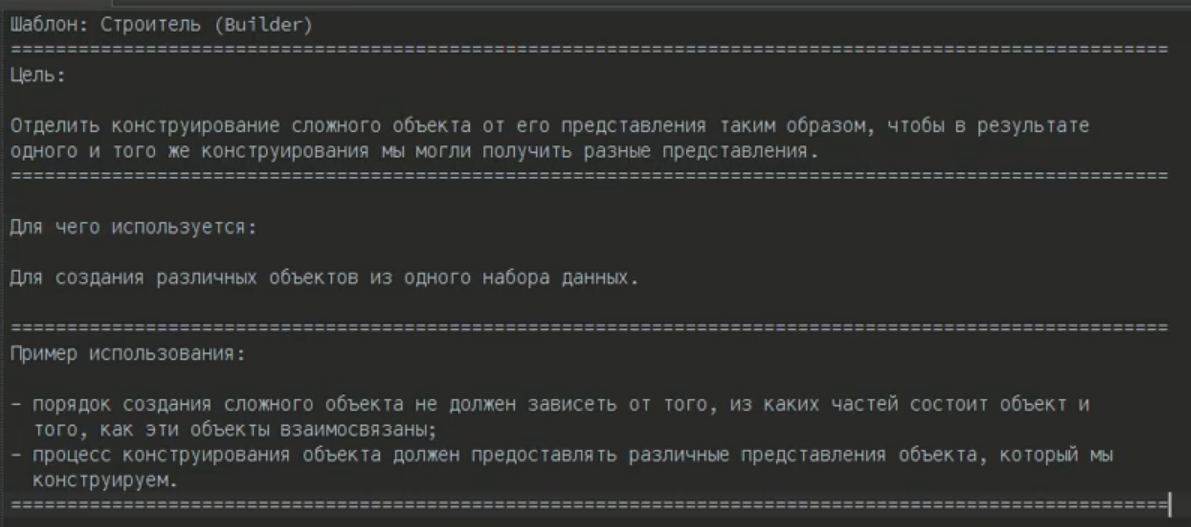 Шаблон: Строитель (Builder)
=======================================================================================================
Цель:
Отделить конструирование сложного объекта от его представления таким образом, чтобы в результате
одного и того же конструирования мы могли получить разные представления.
=======================================================================================================
Для чего используется:
Для создания различных объектов из одного набора данных.
=======================================================================================================
Пример использования:
- порядок создания сложного объекта не должен зависеть от того, из каких частей состоит объект и
того, как эти объекты взаимосвязаны;
- процесс конструирования объекта должен предоставлять различные представления объекта, который мы
конструируем.
=======================================================================================================